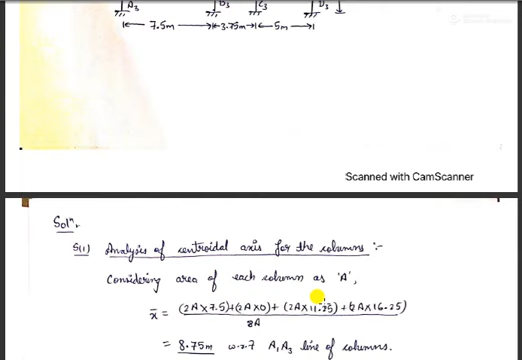 A3 B3 C3 D3
7.5m 3.75m 5m
Scanned with CamScanner
Solⁿ.
S(1) Analysis of centroidal axis for the columns :-
Considering area of each column as 'A',
x̄ = (2A×7.5)+(2A×0)+(2A×11.25)+(2A×16.25)
8A
= 8.75m w.r.t A1A3 line of columns.